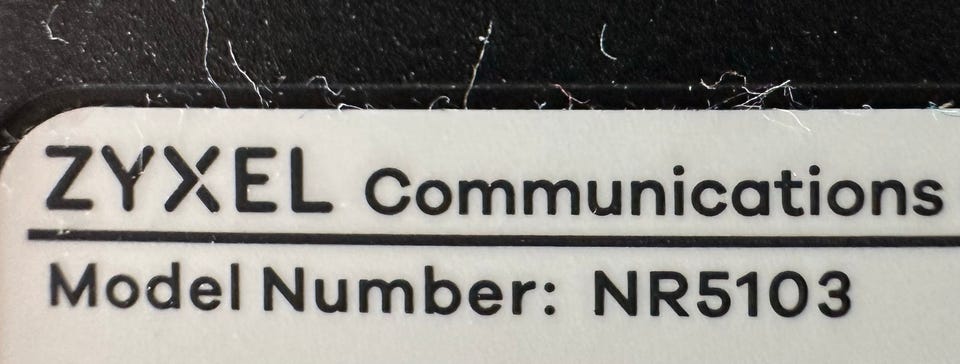 ZYXEL Communications
Model Number: NR5103